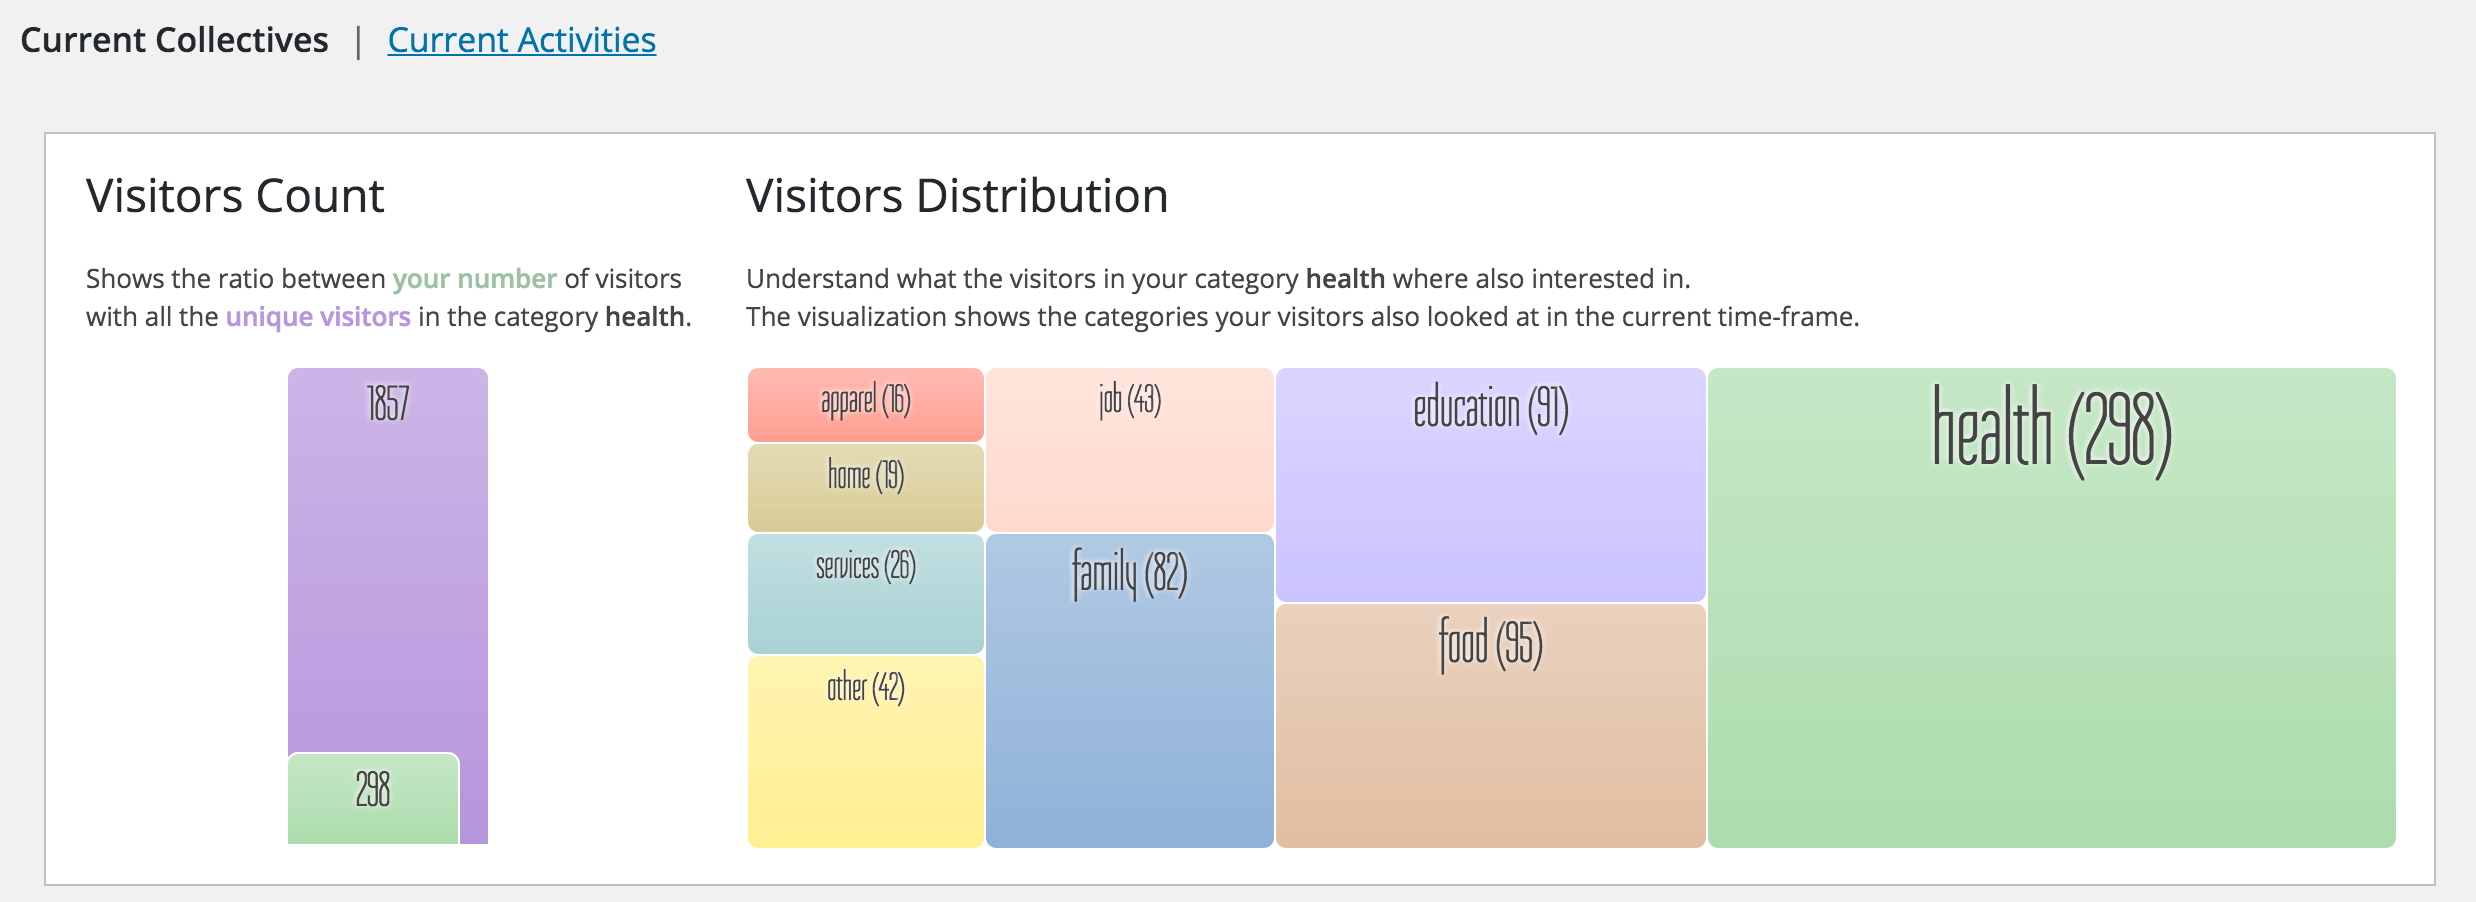 Current Collectives | Current Activities
Visitors Count
Shows the ratio between your number of visitors
with all the unique visitors in the category health.
1857
298
Visitors Distribution
Understand what the visitors in your category health where also interested in.
The visualization shows the categories your visitors also looked at in the current time-frame.
apparel (16)
home (19)
services (26)
other (42)
job (43)
family (82)
education (91)
food (95)
health (298)